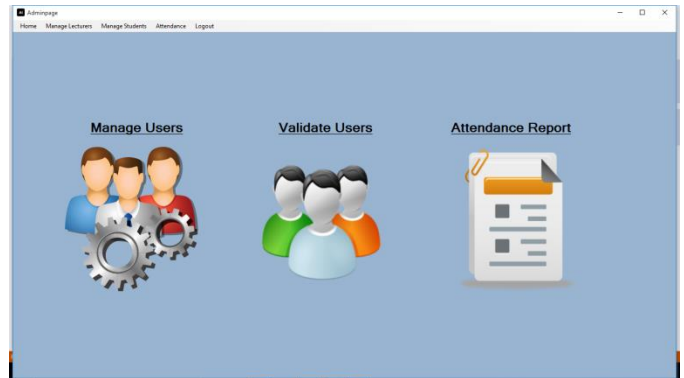 Adminpage
Home Manage Lecturers Manage Students Attendance Logout
Manage Users Validate Users Attendance Report